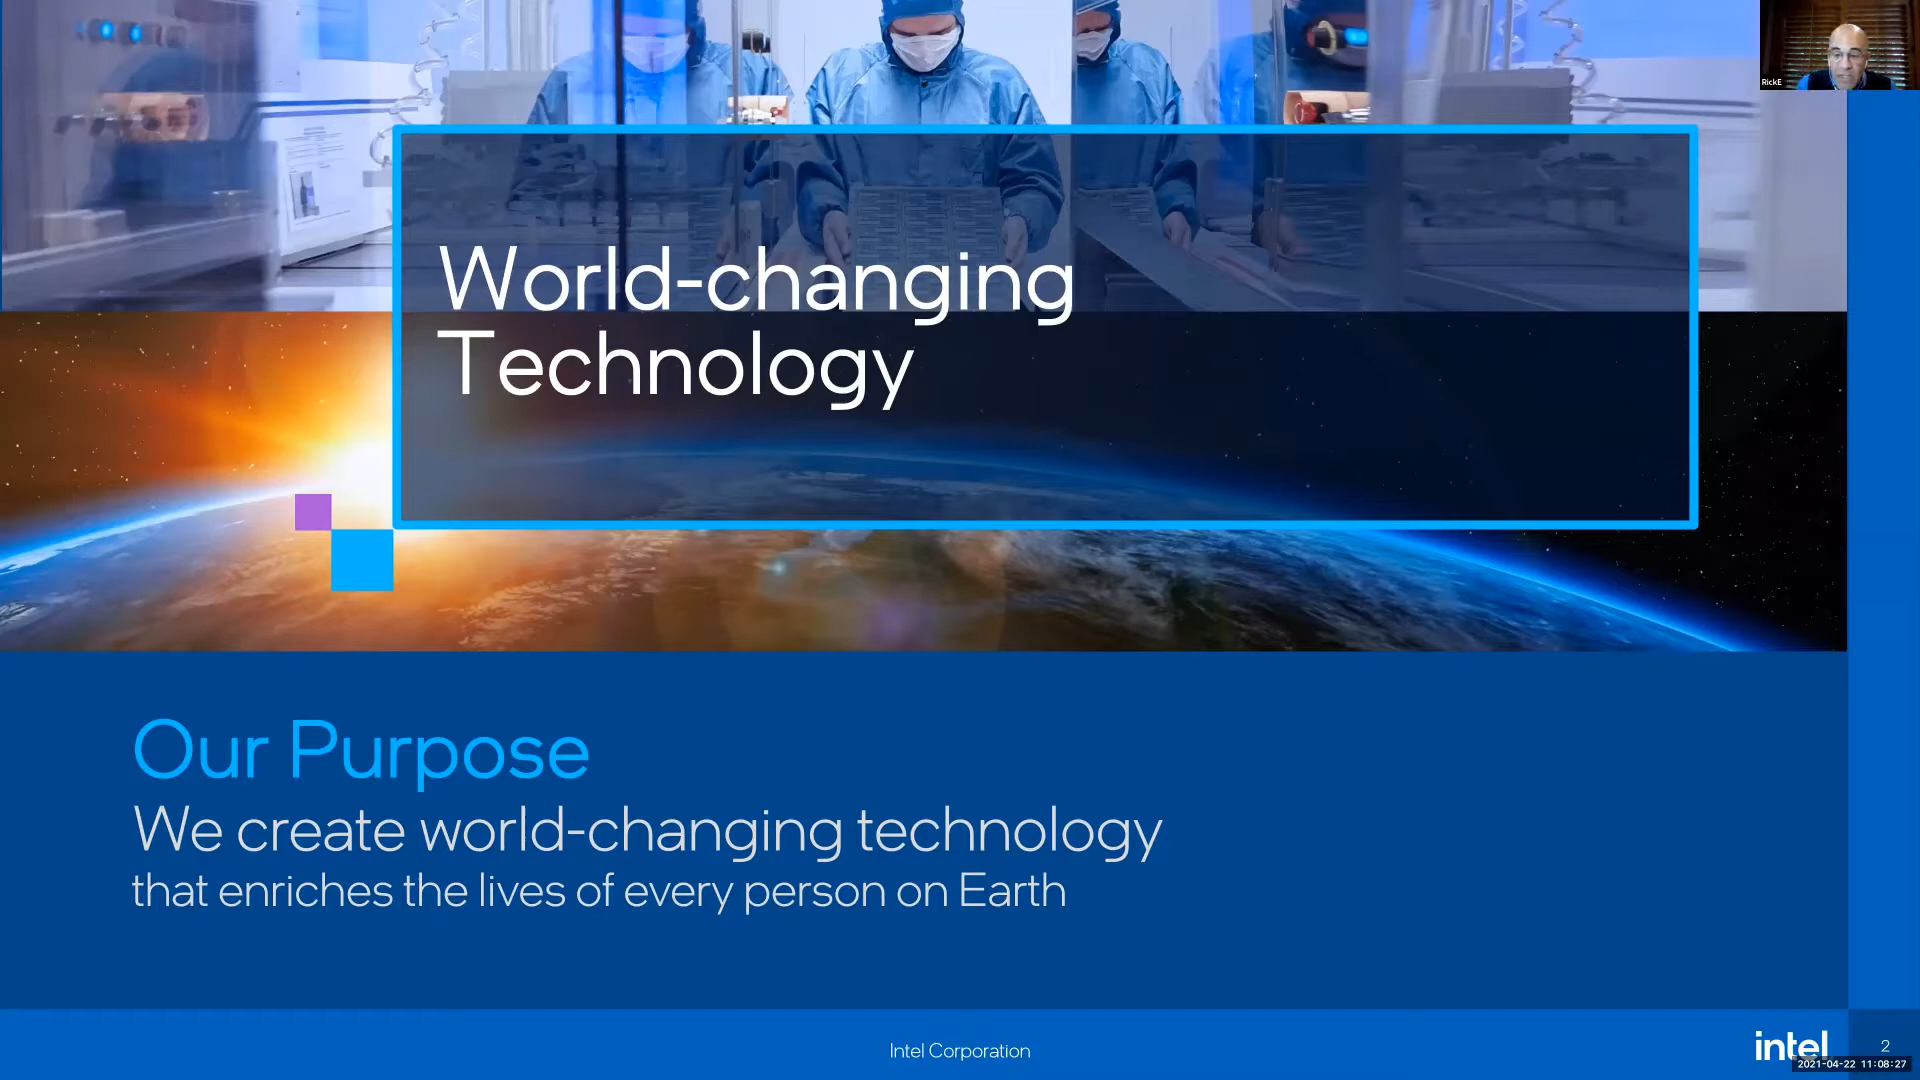 RickE
World-changing
Technology
Our Purpose
We create world-changing technology
that enriches the lives of every person on Earth
Intel Corporation
intel
2
2021-04-22 11:08:27